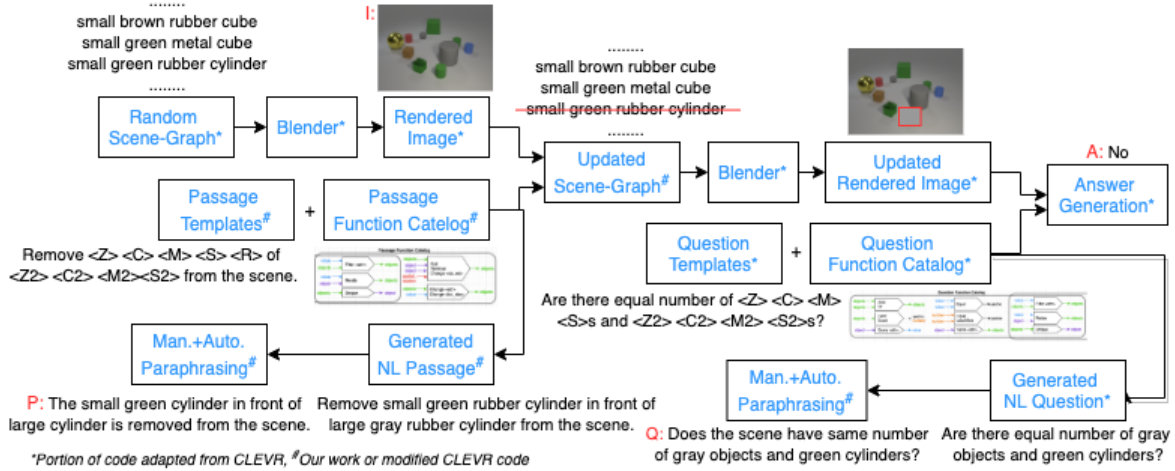 ........
small brown rubber cube
small green metal cube
small green rubber cylinder
........
I:
........
small brown rubber cube
small green metal cube
small green rubber cylinder
........
Random
Scene-Graph*
Blender*
Rendered
Image*
Updated
Scene-Graph#
Blender*
Updated
Rendered Image*
A: No
Answer
Generation*
Passage
Templates#
+
Passage
Function Catelog#
Remove <Z> <C> <M> <S> <R> of
<Z2> <C2> <M2><S2> from the scene.
Passage Function Catalog
Question
Templates*
+
Question
Function Catalog*
Are there equal number of <Z> <C> <M>
<S>s and <Z2> <C2> <M2> <S2>s?
Man.+Auto.
Paraphrasing#
Generated
NL Passage#
P: The small green cylinder in front of
large cylinder is removed from the scene.
Remove small green rubber cylinder in front of
large gray rubber cylinder from the scene.
Man.+Auto.
Paraphrasing#
Generated
NL Question*
Q: Does the scene have same number
of gray objects and green cylinders?
Are there equal number of gray
objects and green cylinders?
*Portion of code adapted from CLEVR, #Our work or modified CLEVR code